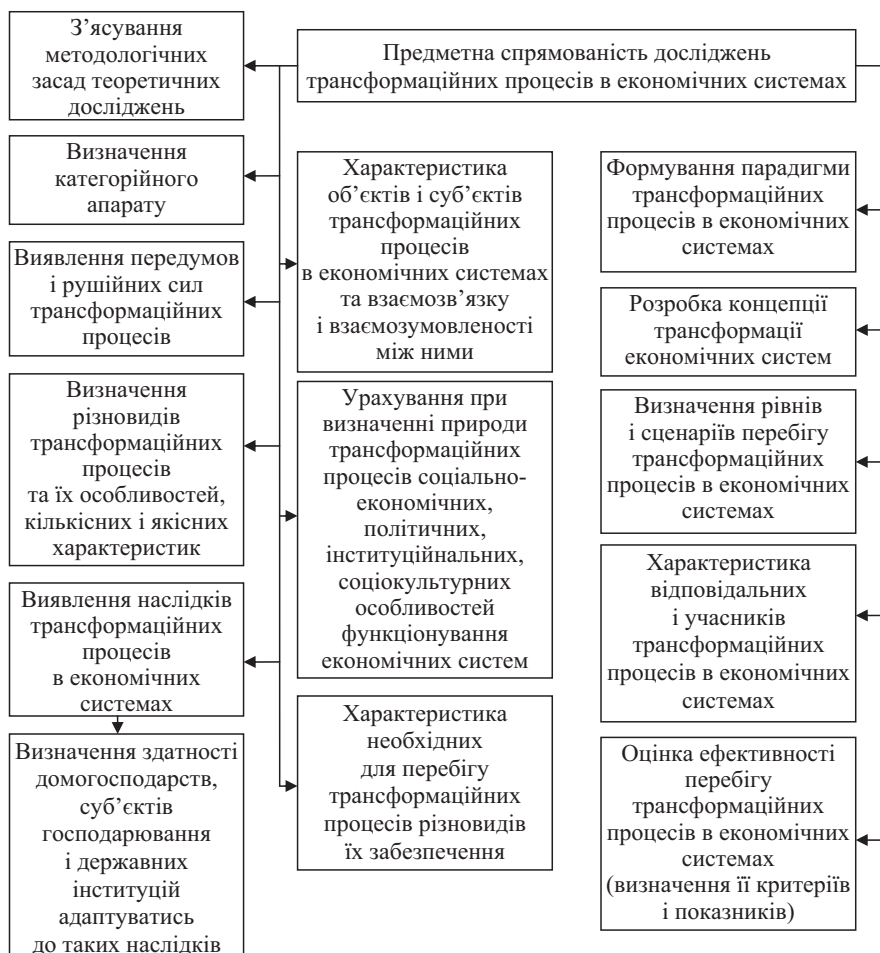 Предметна спрямованість досліджень
трансформаційних процесів в економічних системах
З’ясування
методологічних
засад теоретичних
досліджень
Визначення
категорійного
апарату
Виявлення передумов
і рушійних сил
трансформаційних
процесів
Визначення
різновидів
трансформаційних
процесів
та їх особливостей,
кількісних і якісних
характеристик
Виявлення наслідків
трансформаційних
процесів
в економічних
системах
Визначення здатності
домогосподарств,
суб’єктів
господарювання
і державних
інституцій
адаптуватись
до таких наслідків
Характеристика
об’єктів і суб’єктів
трансформаційних
процесів
в економічних системах
та взаємозв’язку
і взаємозумовленості
між ними
Урахування при
визначенні природи
трансформаційних
процесів соціально-
економічних,
політичних,
інституційнальних,
соціокультурних
особливостей
функціонування
економічних систем
Характеристика
необхідних
для перебігу
трансформаційних
процесів різновидів
їх забезпечення
Формування парадигми
трансформаційних
процесів в економічних
системах
Розробка концепції
трансформації
економічних систем
Визначення рівнів
і сценаріїв перебігу
трансформаційних
процесів в економічних
системах
Характеристика
відповідальних
і учасників
трансформаційних
процесів в економічних
системах
Оцінка ефективності
перебігу
трансформаційних
процесів в економічних
системах
(визначення її критеріїв
і показників)